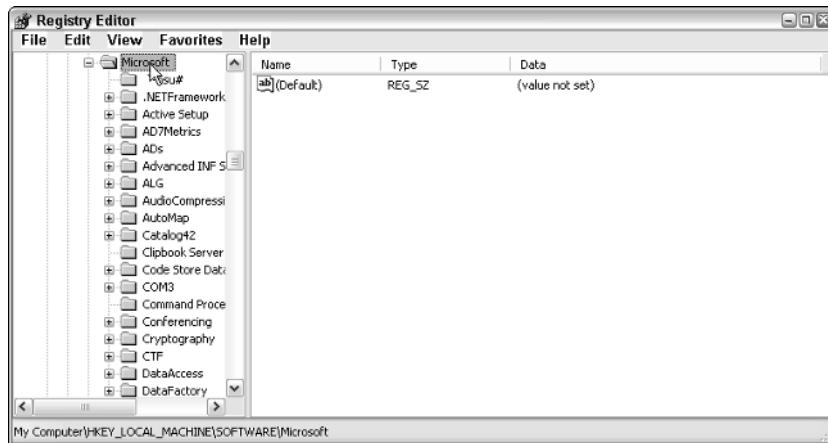 Registry Editor
File Edit View Favorites Help
Microsoft
Name Type Data
(Default) REG_SZ (value not set)
.NETFramework
Active Setup
AD7Metrics
ADs
Advanced INF S
ALG
AudioCompressi
AutoMap
Catalog42
Clipbook Server
Code Store Data
COM3
Command Proce
Conferencing
Cryptography
CTF
DataAccess
DataFactory
My Computer\HKEY_LOCAL_MACHINE\SOFTWARE\Microsoft